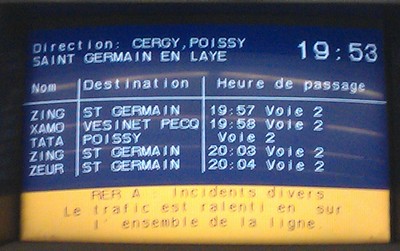 Direction: CERGY,POISSY 19:53
SAINT GERMAIN EN LAYE
Nom Destination Heure de passage
ZING ST GERMAIN 19:57 Voie 2
XAMO VESINET PECQ 19:58 Voie 2
TATA POISSY Voie 2
ZING ST GERMAIN 20:03 Voie 2
ZEUR ST GERMAIN 20:04 Voie 2
RER A : Incidents divers
Le trafic est ralenti en sur
l' ensemble de la ligne.